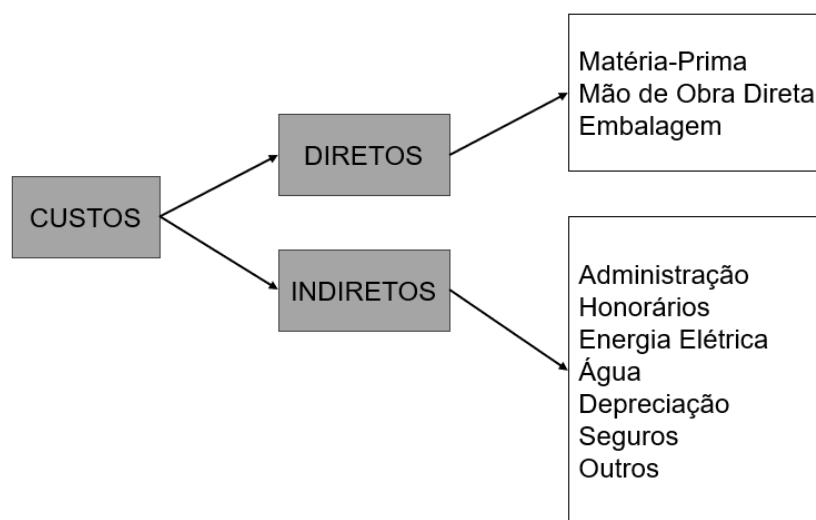 CUSTOS
DIRETOS
Matéria-Prima
Mão de Obra Direta
Embalagem
INDIRETOS
Administração
Honorários
Energia Elétrica
Água
Depreciação
Seguros
Outros